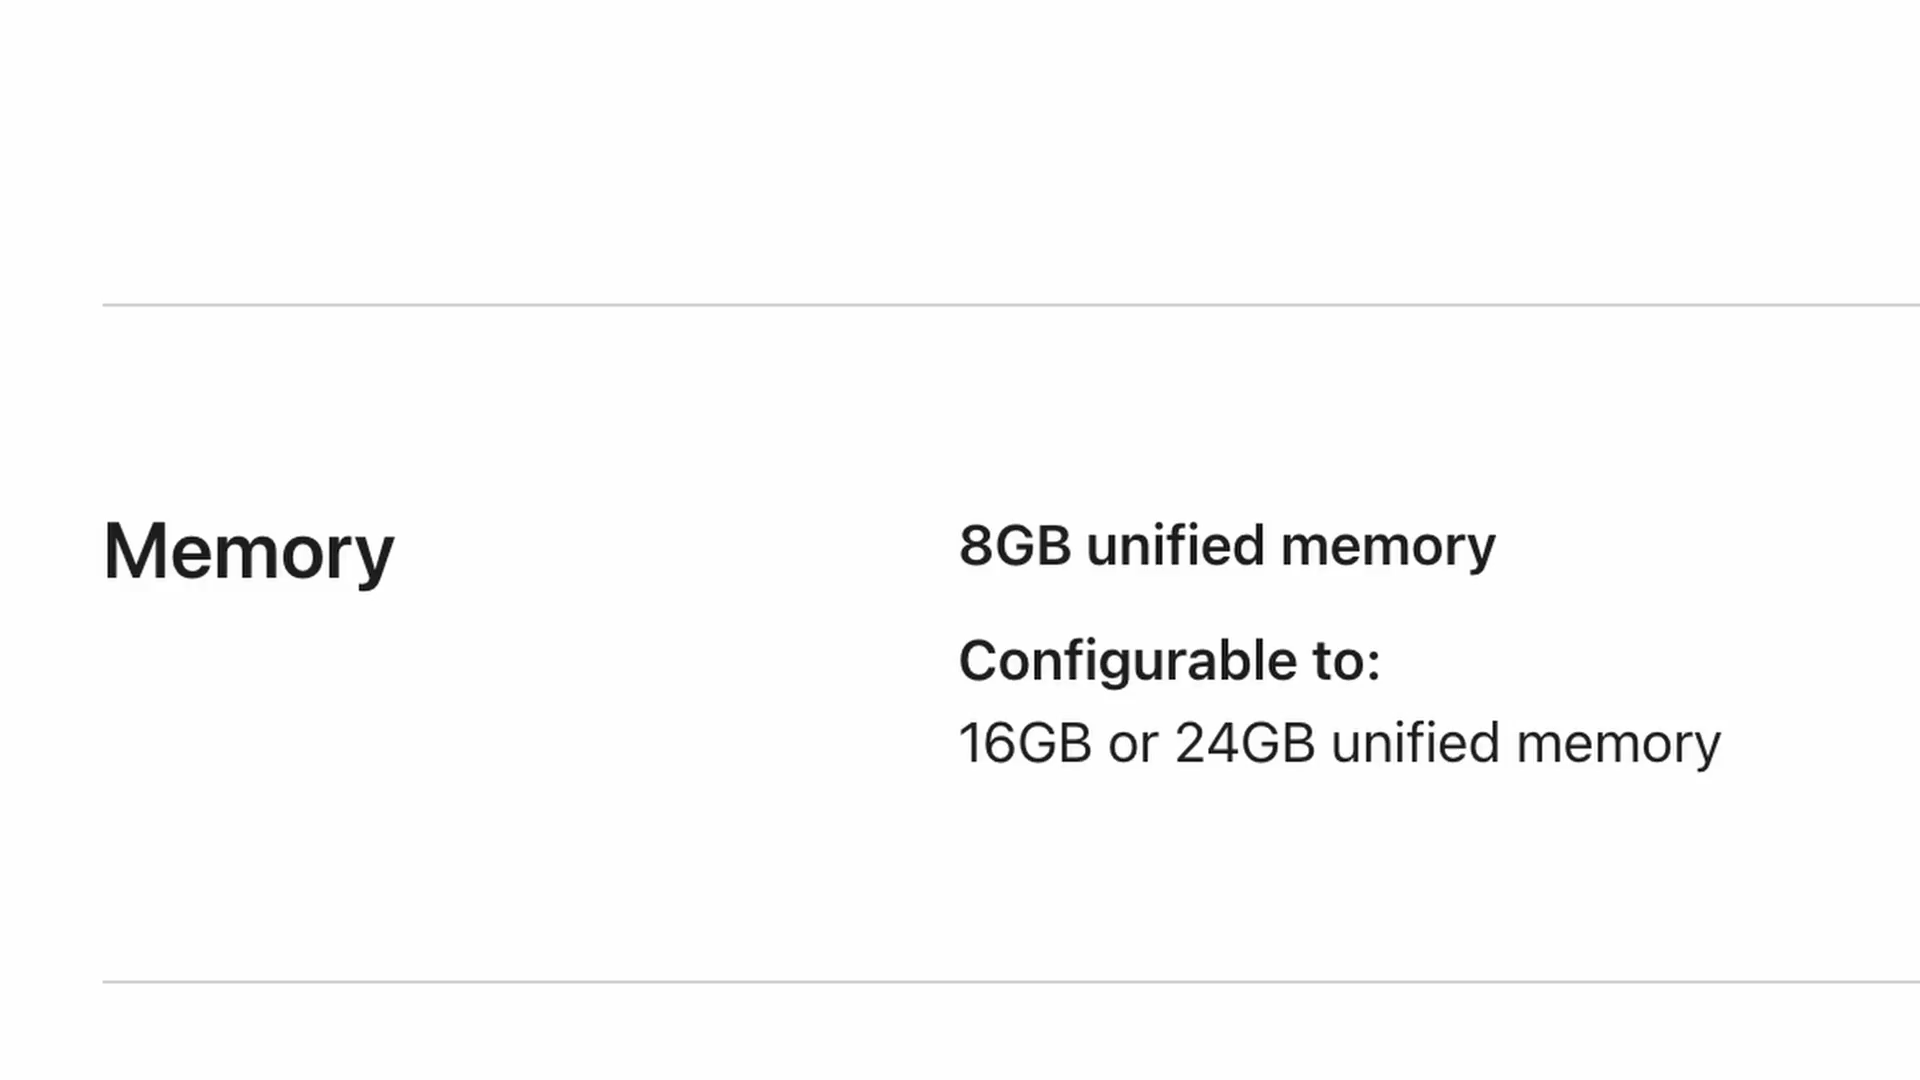 Memory
8GB unified memory
Configurable to:
16GB or 24GB unified memory